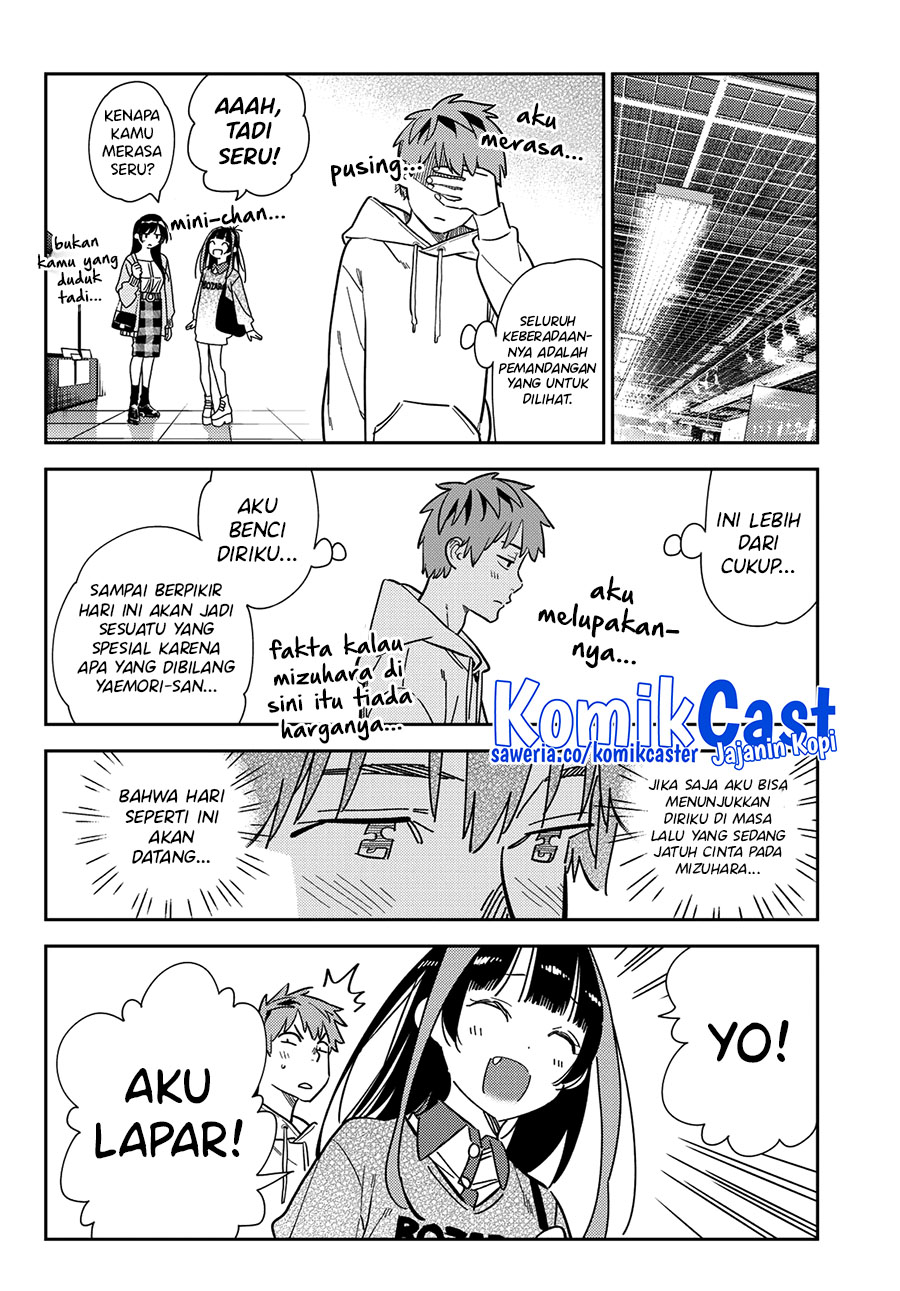 aku
merasa...
pusing...
AAAH,
TADI
SERU!
KENAPA
KAMU
MERASA
SERU?
mini-chan...
bukan
kamu yang
duduk
tadi...
BOZAR
SELURUH
KEBERADAAN-
NYA ADALAH
PEMANDANGAN
YANG UNTUK
DILIHAT.
INI LEBIH
DARI
CUKUP...
aku
melupakan-
nya...
AKU
BENCI
DIRIKU...
SAMPAI BERPIKIR
HARI INI AKAN JADI
SESUATU YANG
SPESIAL KARENA
APA YANG DIBILANG
YAEMORI-SAN...
fakta kalau
mizuhara di
sini itu tiada
harganya...
KomikCast
saweria.co/komikcaster
Jajanin Kopi
JIKA SAJA AKU BISA
MENUNJUKKAN
DIRIKU DI MASA
LALU YANG SEDANG
JATUH CINTA PADA
MIZUHARA...
BAHWA HARI
SEPERTI INI
AKAN
DATANG...
YO!
AKU
LAPAR!